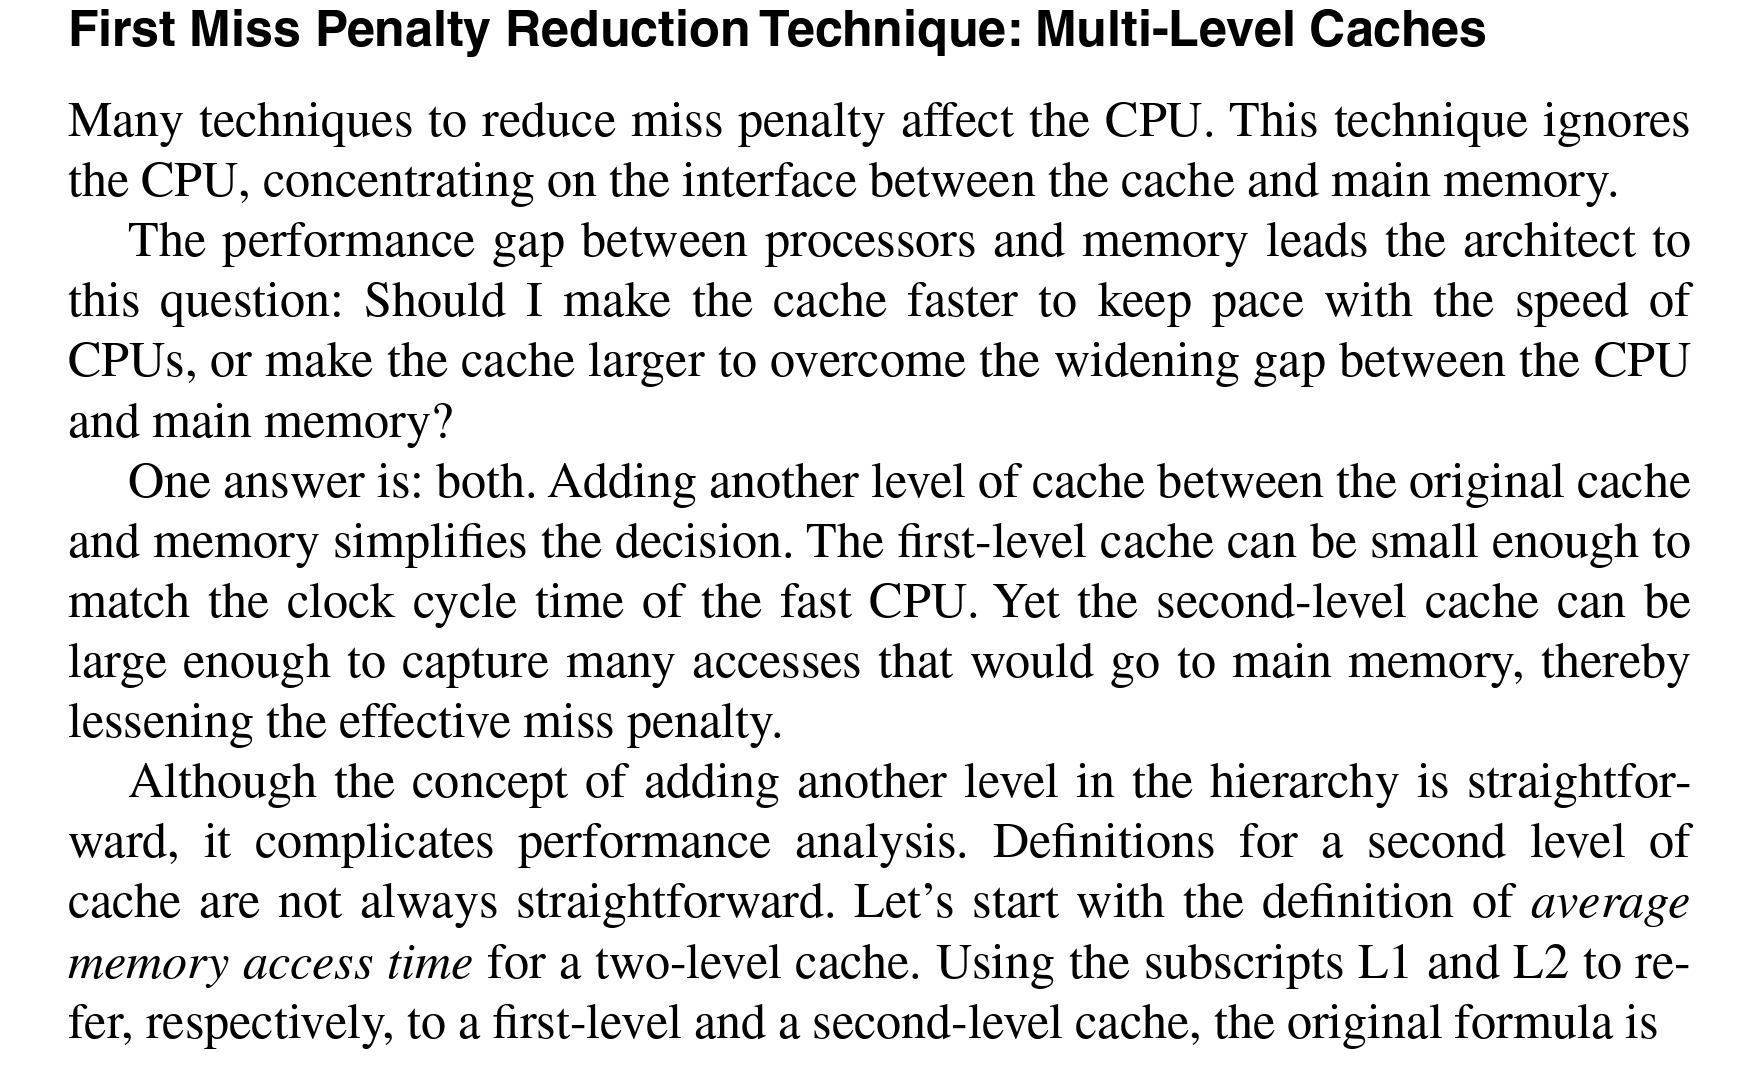 First Miss Penalty Reduction Technique: Multi-Level Caches
Many techniques to reduce miss penalty affect the CPU. This technique ignores
the CPU, concentrating on the interface between the cache and main memory.
The performance gap between processors and memory leads the architect to
this question: Should I make the cache faster to keep pace with the speed of
CPUs, or make the cache larger to overcome the widening gap between the CPU
and main memory?
One answer is: both. Adding another level of cache between the original cache
and memory simplifies the decision. The first-level cache can be small enough to
match the clock cycle time of the fast CPU. Yet the second-level cache can be
large enough to capture many accesses that would go to main memory, thereby
lessening the effective miss penalty.
Although the concept of adding another level in the hierarchy is straightfor-
ward, it complicates performance analysis. Definitions for a second level of
cache are not always straightforward. Let’s start with the definition of average
memory access time for a two-level cache. Using the subscripts L1 and L2 to re-
fer, respectively, to a first-level and a second-level cache, the original formula is